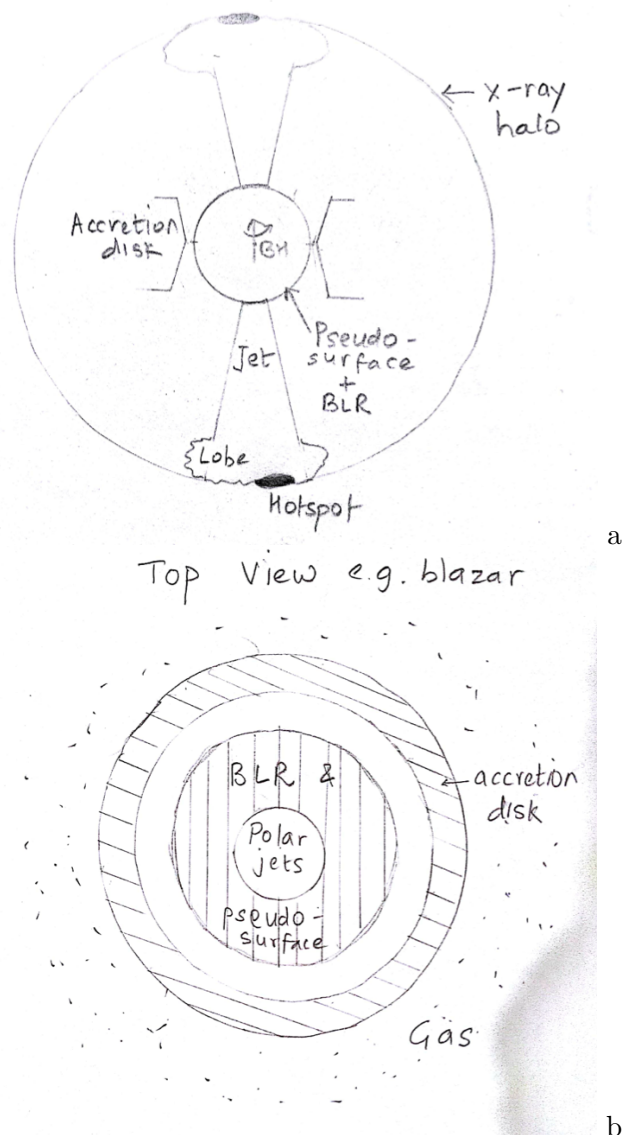 x-ray
halo
Accretion
disk
BH
Pseudo-
surface
+
BLR
Jet
Lobe
Hotspot
a
Top View e.g. blazar
BLR &
Polar
jets
pseudo-
surface
accretion
disk
Gas
b